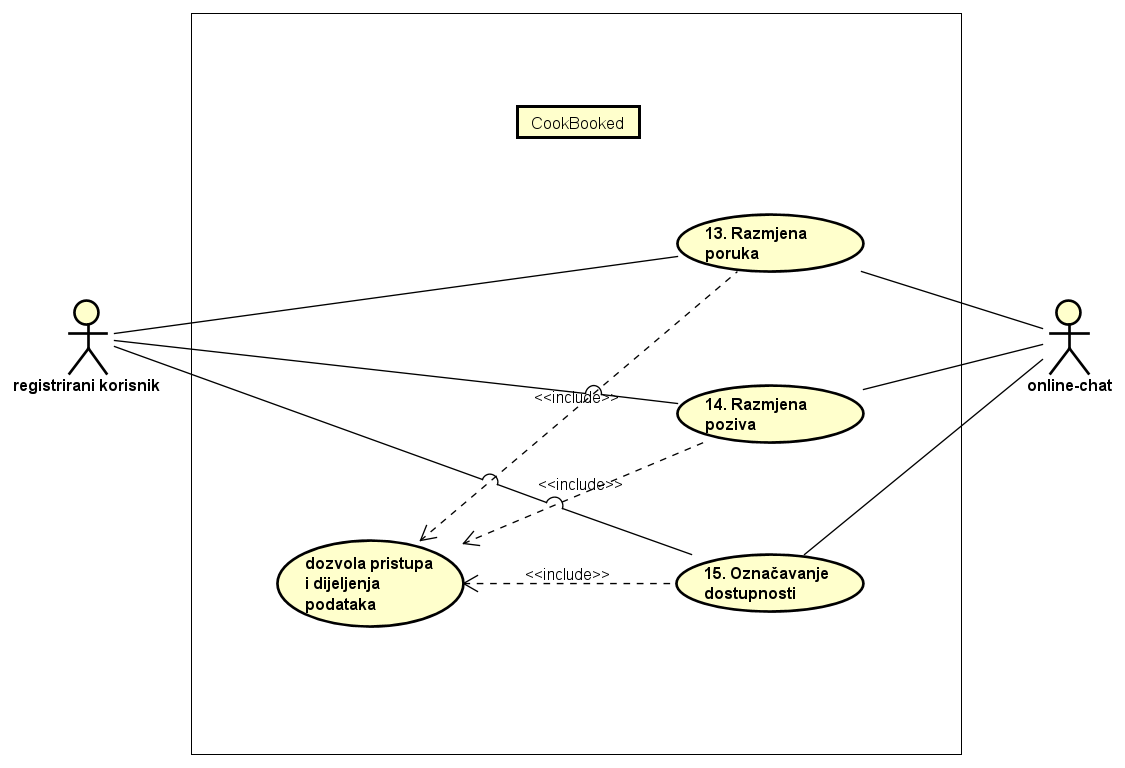 CookBooked
13. Razmjena
poruka
registrirani korisnik
online-chat
<<include>>
14. Razmjena
poziva
<<include>>
dozvola pristupa
i dijeljenja
podataka
<<include>>
15. Označavanje
dostupnosti